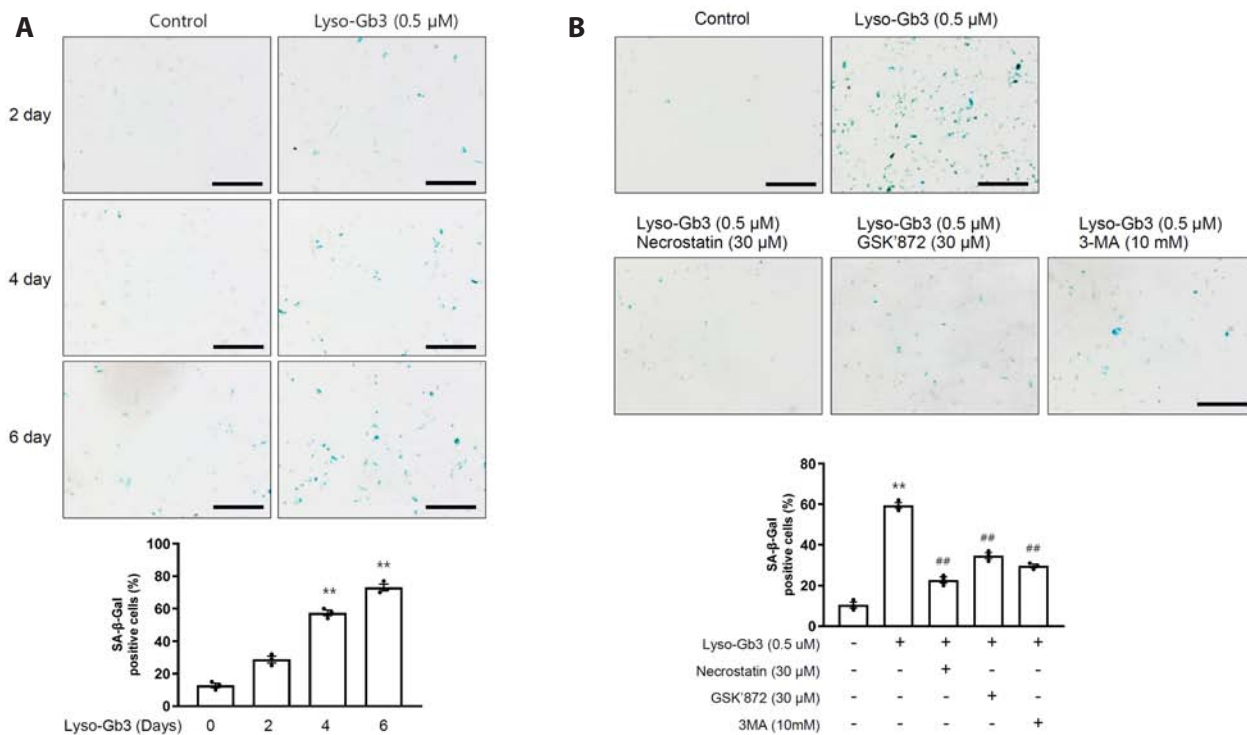 A
Control
Lyso-Gb3 (0.5 µM)
2 day
4 day
6 day
SA-β-Gal
positive cells (%)
100
80
60
40
20
0
**
**
Lyso-Gb3 (Days)
0
2
4
6
B
Control
Lyso-Gb3 (0.5 µM)
Lyso-Gb3 (0.5 µM)
Necrostatin (30 µM)
Lyso-Gb3 (0.5 µM)
GSK'872 (30 µM)
Lyso-Gb3 (0.5 µM)
3-MA (10 mM)
SA-β-Gal
positive cells (%)
80
60
40
20
0
**
##
##
##
Lyso-Gb3 (0.5 uM) - + + + +
Necrostatin (30 µM) - - + - -
GSK'872 (30 µM) - - - + -
3MA (10mM) - - - - +